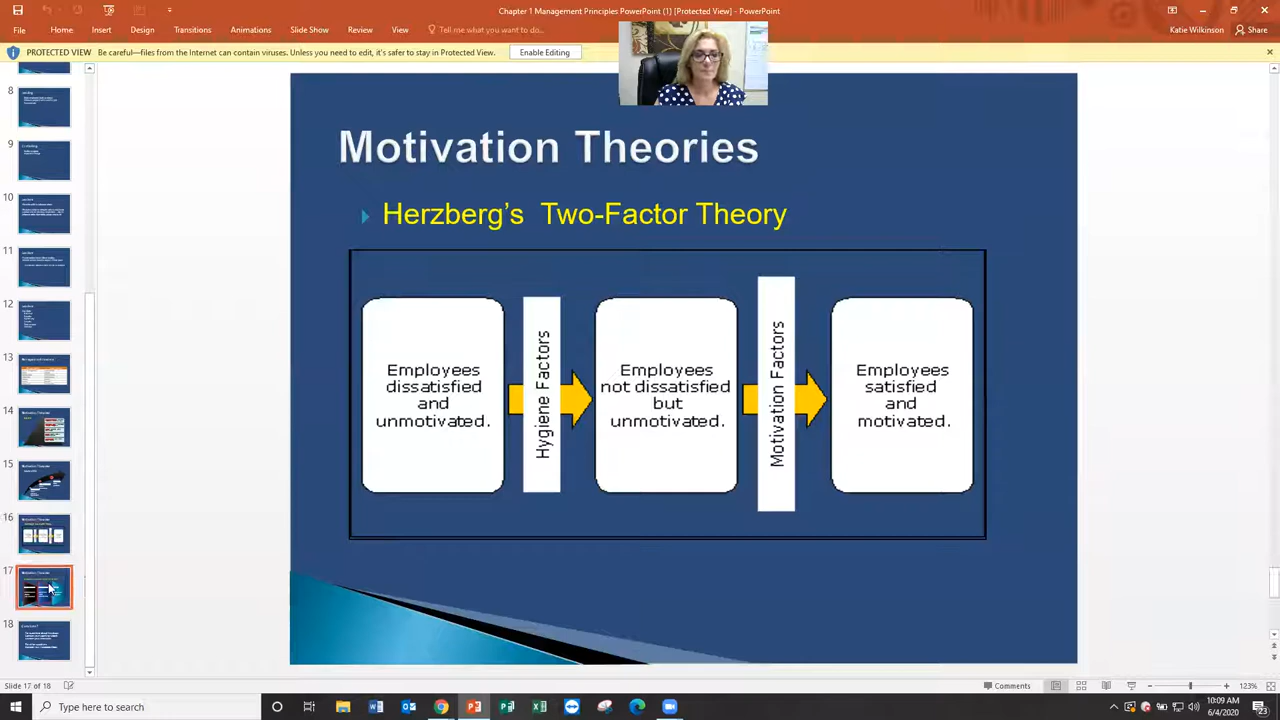 Chapter 1 Management Principles PowerPoint (1) [Protected View] - PowerPoint
File Home Insert Design Transitions Animations Slide Show Review View Tell me what you want to do Katie Wilkinson Share
PROTECTED VIEW Be careful—files from the Internet can contain viruses. Unless you need to edit, it's safer to stay in Protected View. Enable Editing
Motivation Theories
Herzberg's Two-Factor Theory
Employees
dissatisfied
and
unmotivated.
Hygiene Factors
Employees
not dissatisfied
but
unmotivated.
Motivation Factors
Employees
satisfied
and
motivated.
8
9
10
11
12
13
14
15
16
17
18
Slide 17 of 18 Comments 123%
Type here to search
10:09 AM
6/4/2020